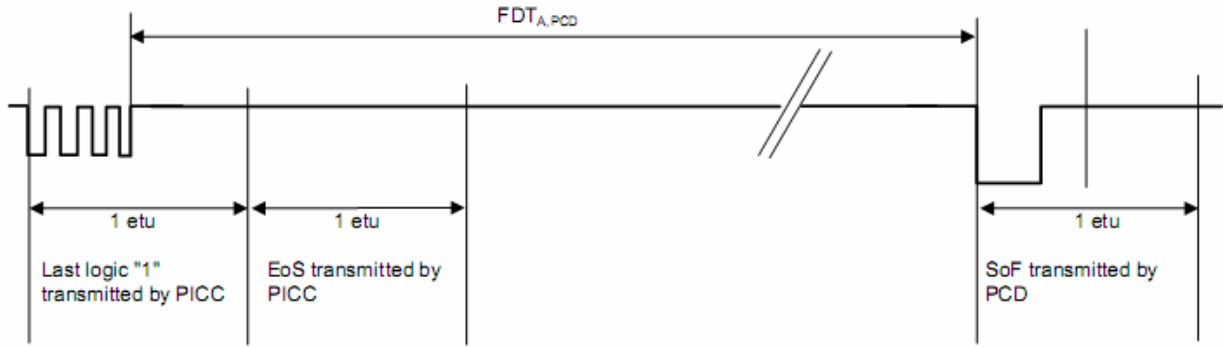 FDTA,PCD
1 etu
1 etu
1 etu
Last logic "1"
transmitted by PICC
EoS transmitted by
PICC
SoF transmitted by
PCD